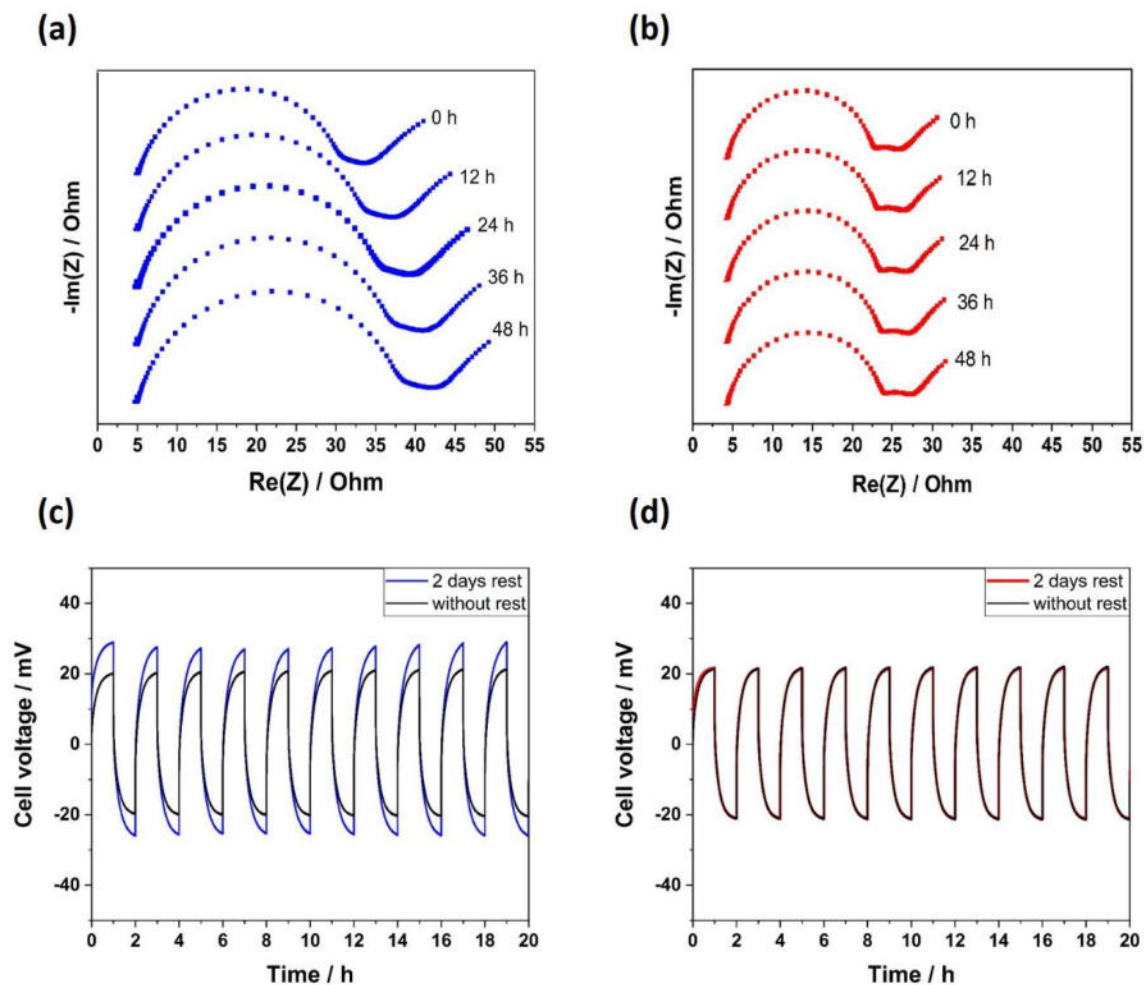 (a)
-Im(Z) / Ohm
0 h
12 h
24 h
36 h
48 h
0 5 10 15 20 25 30 35 40 45 50 55
Re(Z) / Ohm
(b)
-Im(Z) / Ohm
0 h
12 h
24 h
36 h
48 h
0 5 10 15 20 25 30 35 40 45 50 55
Re(Z) / Ohm
(c)
2 days rest
without rest
Cell voltage / mV
40
20
0
-20
-40
0 2 4 6 8 10 12 14 16 18 20
Time / h
(d)
2 days rest
without rest
Cell voltage / mV
40
20
0
-20
-40
0 2 4 6 8 10 12 14 16 18 20
Time / h